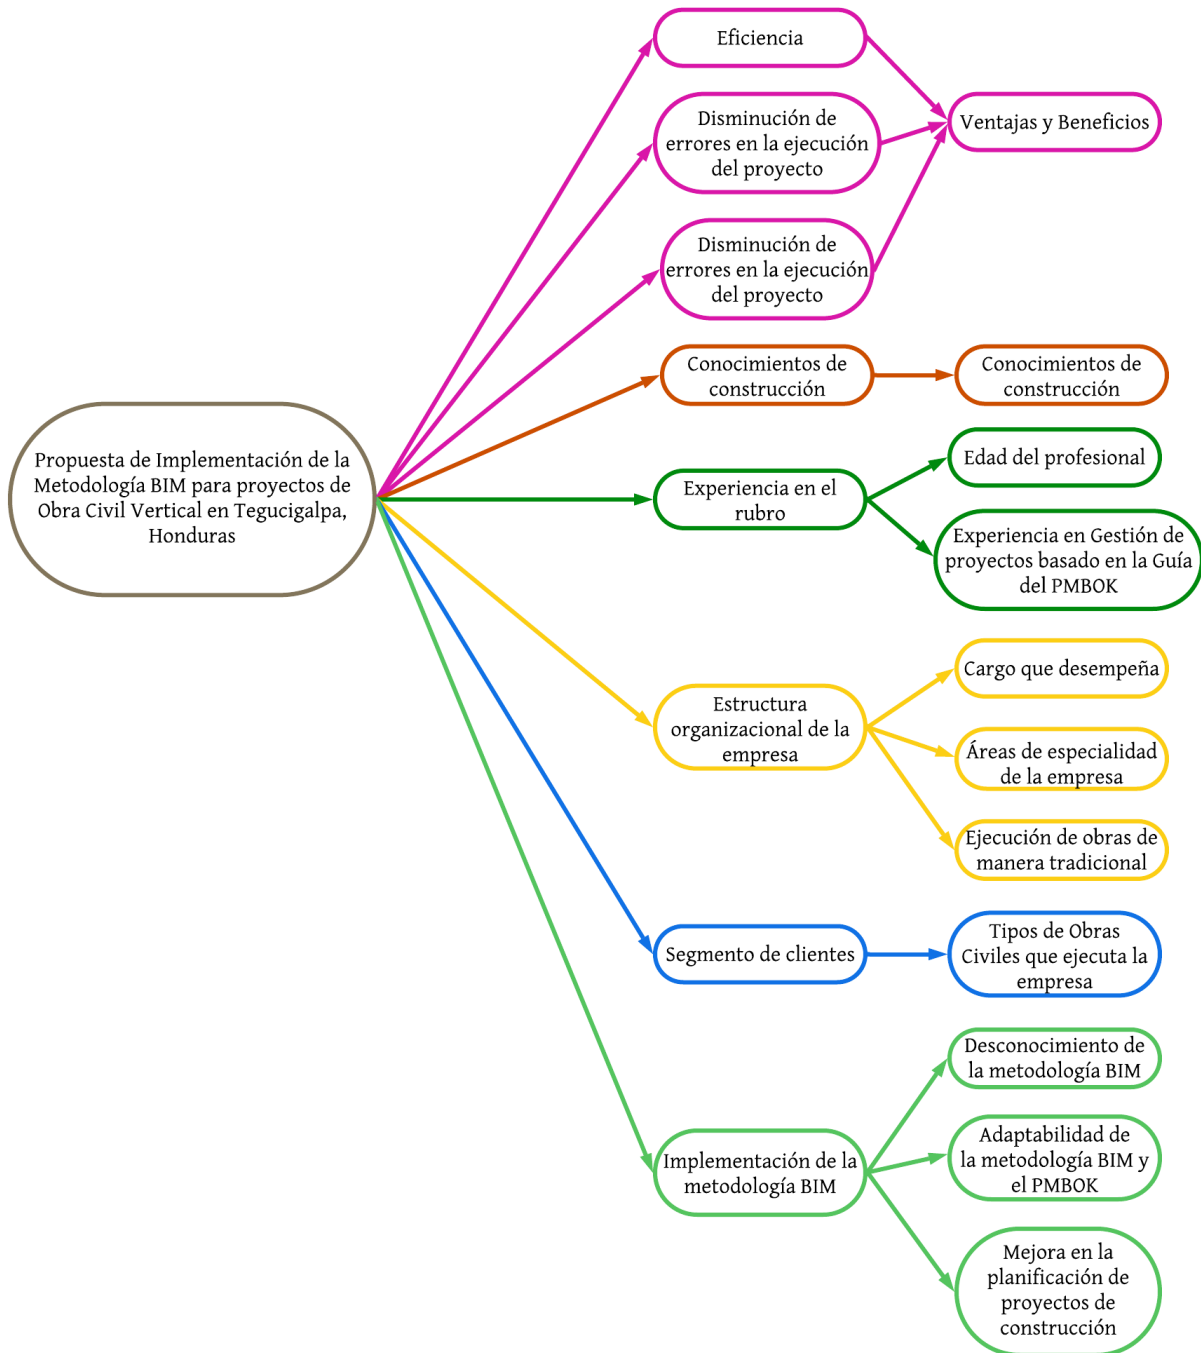 Eficiencia
Disminución de
errores en la ejecución
del proyecto
Ventajas y Beneficios
Disminución de
errores en la ejecución
del proyecto
Conocimientos de
construcción
Conocimientos de
construcción
Propuesta de Implementación de la
Metodología BIM para proyectos de
Obra Civil Vertical en Tegucigalpa,
Honduras
Experiencia en el
rubro
Edad del profesional
Experiencia en Gestión de
proyectos basado en la Guía
del PMBOK
Estructura
organizacional de la
empresa
Cargo que desempeña
Áreas de especialidad
de la empresa
Ejecución de obras de
manera tradicional
Segmento de clientes
Tipos de Obras
Civiles que ejecuta la
empresa
Implementación de la
metodología BIM
Desconocimiento de
la metodología BIM
Adaptabilidad de
la metodología BIM y
el PMBOK
Mejora en la
planificación de
proyectos de
construcción